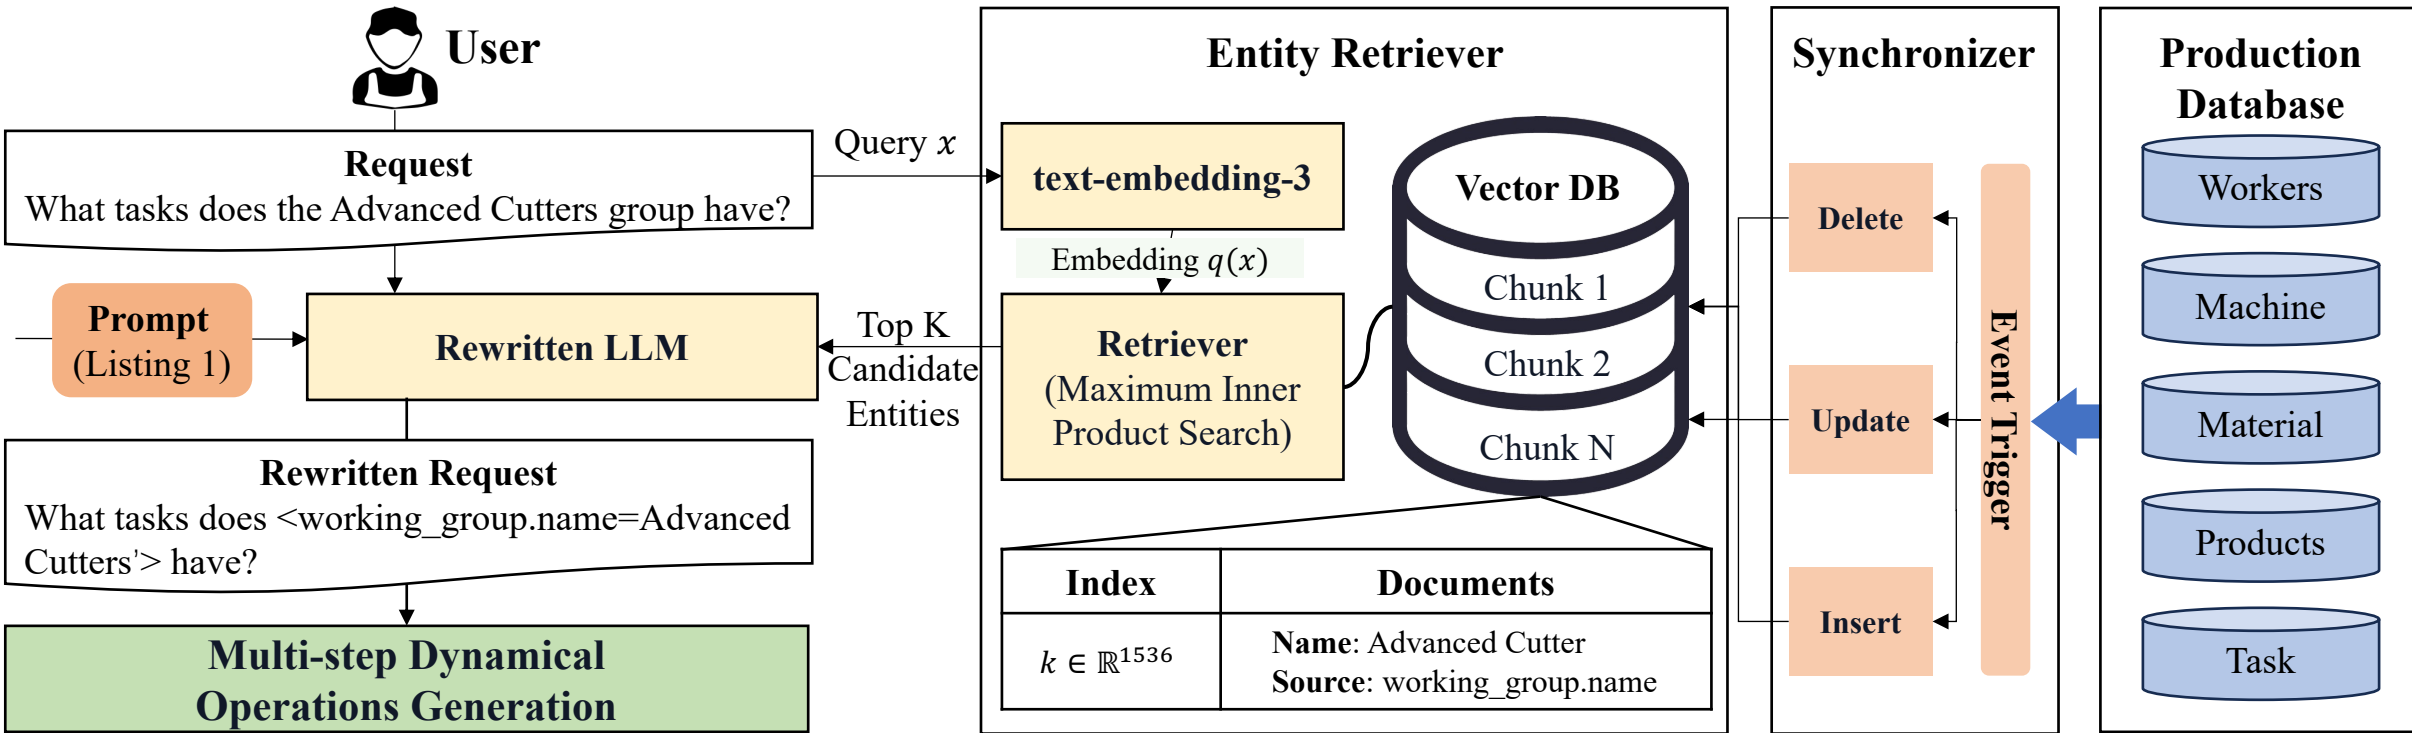 User
Request
What tasks does the Advanced Cutters group have?
Prompt
(Listing 1)
Rewritten LLM
Rewritten Request
What tasks does <working_group.name=Advanced
Cutters'> have?
Multi-step Dynamical
Operations Generation
Query x
Top K
Candidate
Entities
Entity Retriever
text-embedding-3
Embedding q(x)
Retriever
(Maximum Inner
Product Search)
Vector DB
Chunk 1
Chunk 2
Chunk N
Index
Documents
k ∈ ℝ¹⁵³⁶
Name: Advanced Cutter
Source: working_group.name
Synchronizer
Delete
Update
Insert
Event Trigger
Production
Database
Workers
Machine
Material
Products
Task